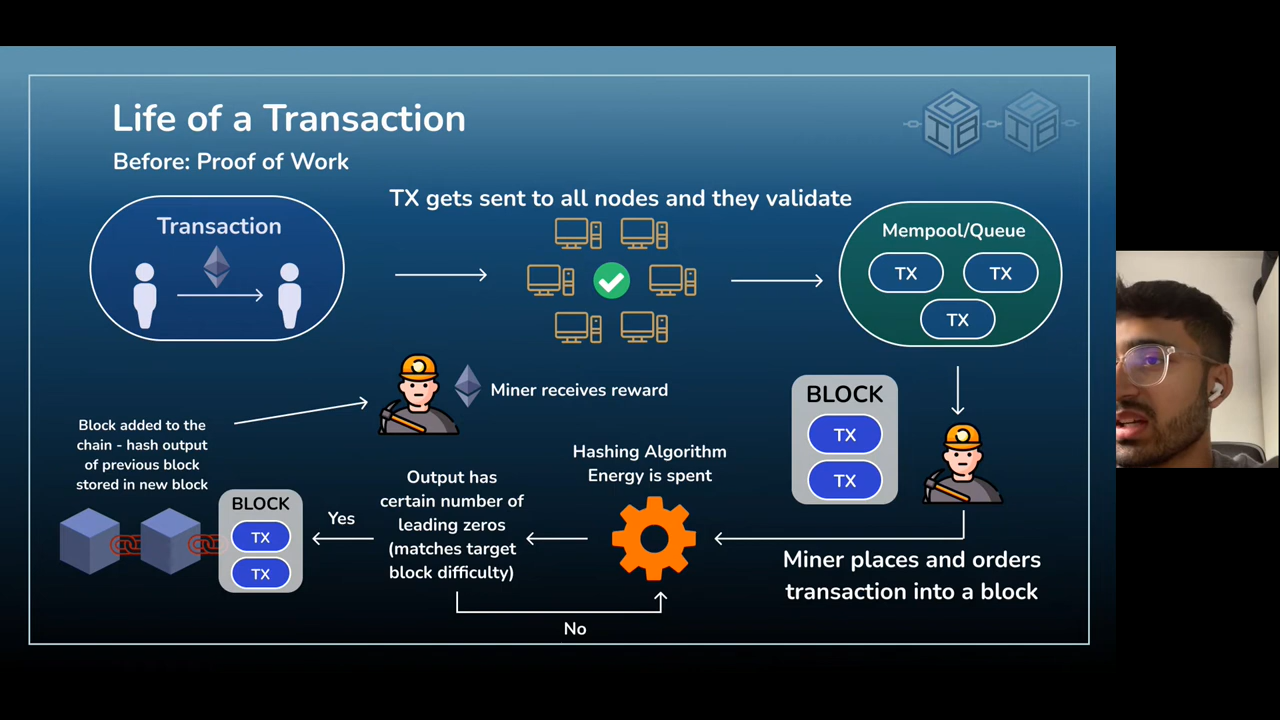 Life of a Transaction
Before: Proof of Work
Transaction
TX gets sent to all nodes and they validate
Mempool/Queue
TX
TX
TX
BLOCK
TX
TX
Miner places and orders
transaction into a block
Hashing Algorithm
Energy is spent
Output has
certain number of
leading zeros
(matches target
block difficulty)
No
Yes
Block added to the
chain - hash output
of previous block
stored in new block
BLOCK
TX
TX
Miner receives reward